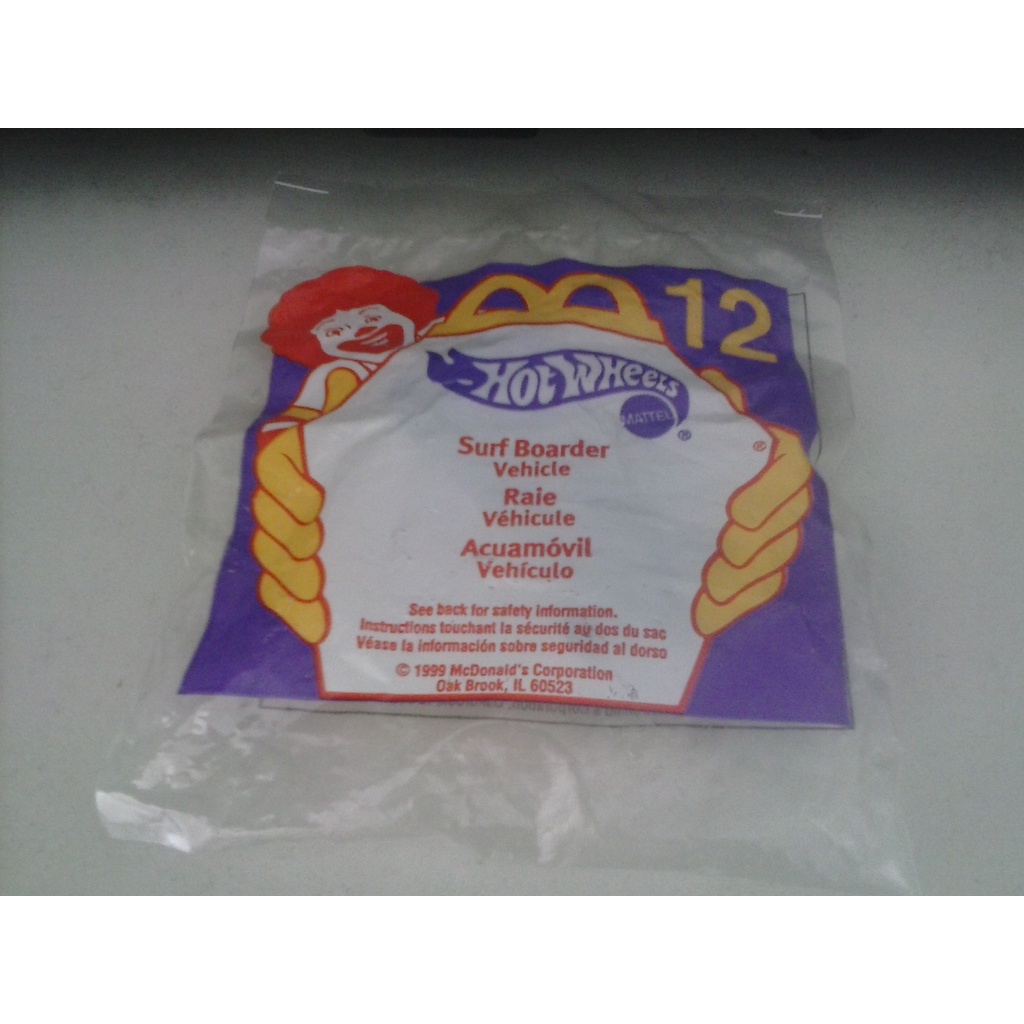 12
Hot Wheels
MATTEL
®
®
Surf Boarder
Vehicle
Raie
Véhicule
Acuamóvil
Vehículo
See back for safety information.
Instructions touchant la sécurité au dos du sac
Véase la información sobre seguridad al dorso
© 1999 McDonald's Corporation
Oak Brook, IL 60523